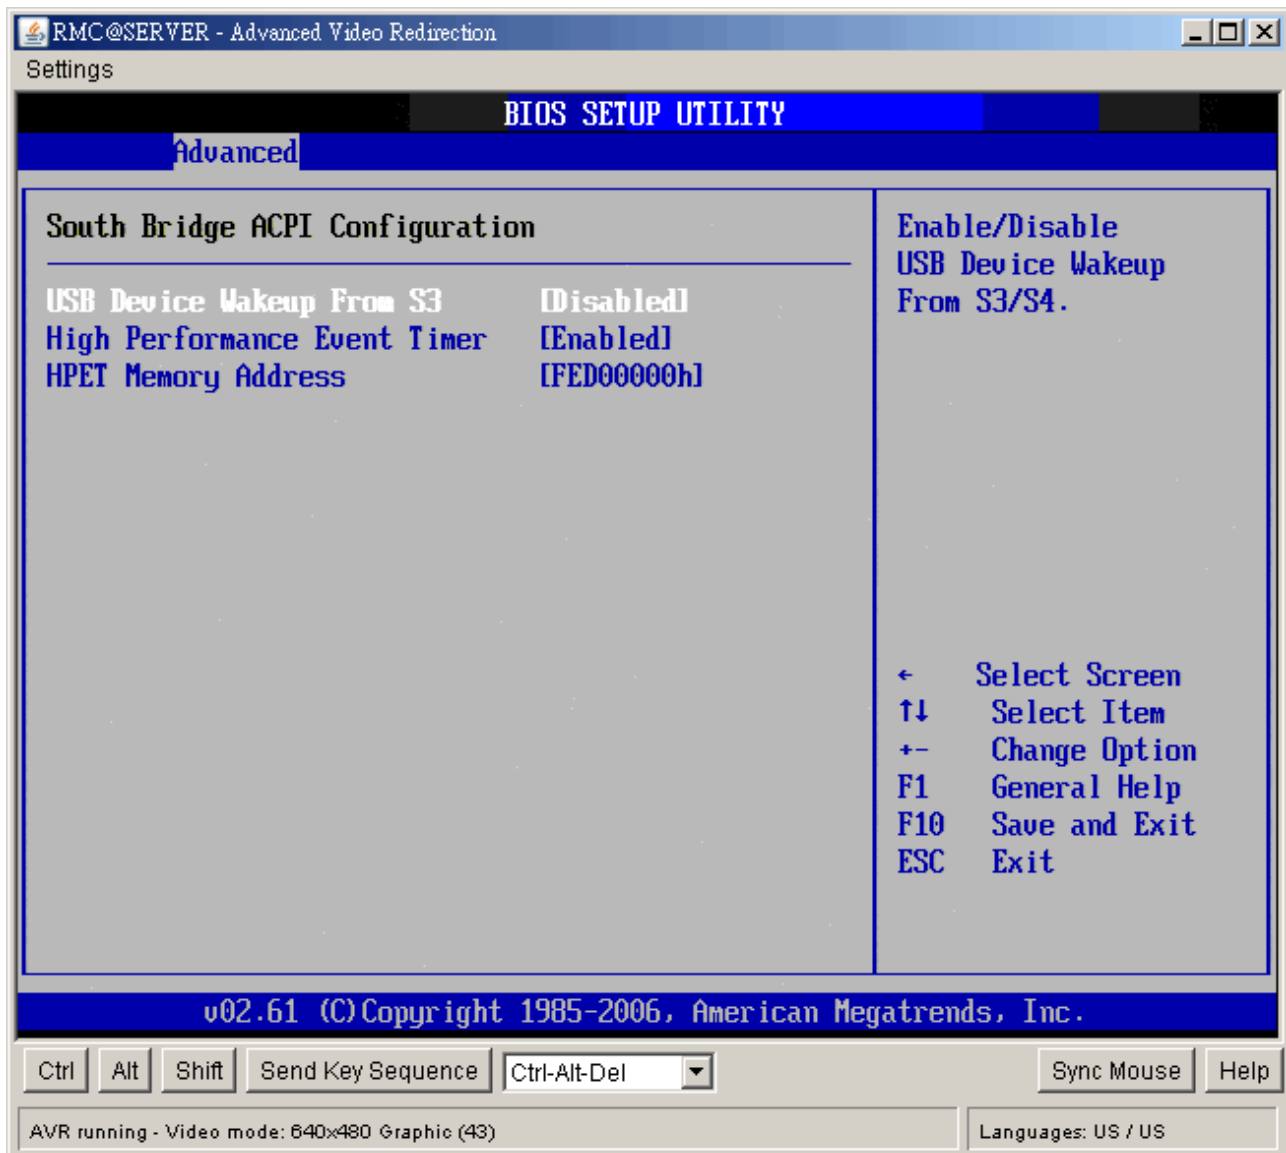 RMC@SERVER - Advanced Video Redirection
Settings
BIOS SETUP UTILITY
Advanced
South Bridge ACPI Configuration
USB Device Wakeup From S3 [Disabled]
High Performance Event Timer [Enabled]
HPET Memory Address [FED00000h]
Enable/Disable
USB Device Wakeup
From S3/S4.
← Select Screen
↑↓ Select Item
+- Change Option
F1 General Help
F10 Save and Exit
ESC Exit
v02.61 (C)Copyright 1985-2006, American Megatrends, Inc.
Ctrl Alt Shift Send Key Sequence Ctrl-Alt-Del Sync Mouse Help
AVR running - Video mode: 640x480 Graphic (43) Languages: US / US